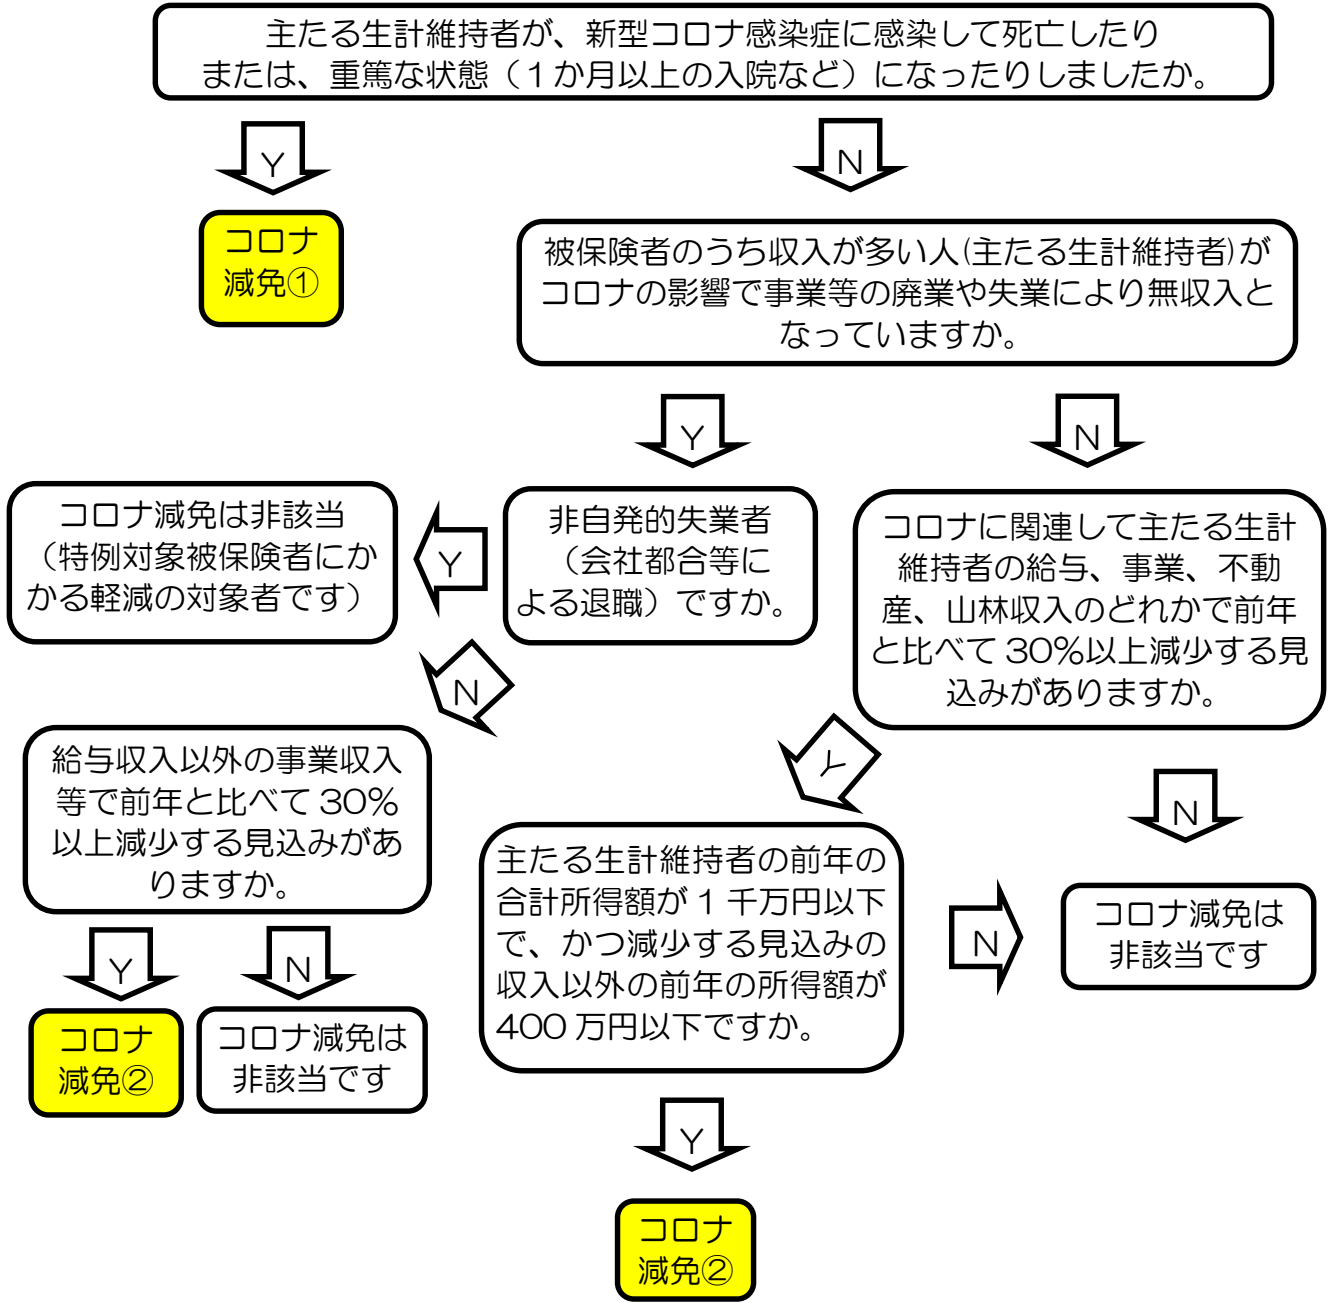 主たる生計維持者が、新型コロナ感染症に感染して死亡したり
または、重篤な状態（１か月以上の入院など）になったりしましたか。
Y
N
コロナ
減免①
被保険者のうち収入が多い人(主たる生計維持者)が
コロナの影響で事業等の廃業や失業により無収入と
なっていますか。
Y
N
コロナ減免は非該当
（特例対象被保険者にか
かる軽減の対象者です）
Y
非自発的失業者
（会社都合等に
よる退職）ですか。
コロナに関連して主たる生計
維持者の給与、事業、不動
産、山林収入のどれかで前年
と比べて 30％以上減少する見
込みがありますか。
N
Y
N
給与収入以外の事業収入
等で前年と比べて 30％
以上減少する見込みがあ
りますか。
主たる生計維持者の前年の
合計所得額が 1 千万円以下
で、かつ減少する見込みの
収入以外の前年の所得額が
400 万円以下ですか。
N
コロナ減免は
非該当です
Y
N
コロナ
減免②
コロナ減免は
非該当です
Y
コロナ
減免②